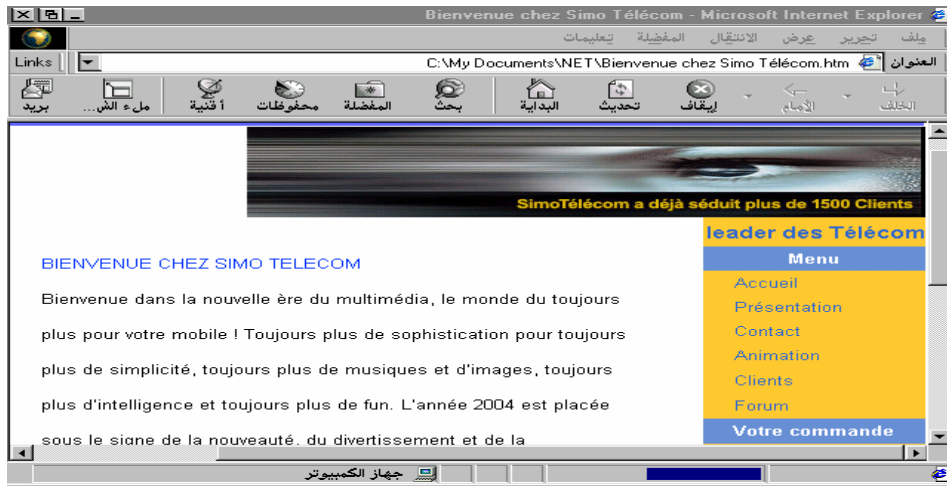 Bienvenue chez Simo Télécom - Microsoft Internet Explorer
ملف تحرير عرض الانتقال المفضلة تعليمات
العنوان C:\My Documents\NET\Bienvenue chez Simo Télécom.htm Links
الخلف الأمام إيقاف تحديث البداية بحث المفضلة محفوظات أقنية ملء الش... بريد
SimoTélécom a déjà séduit plus de 1500 Clients
leader des Télécom
Menu
Accueil
Présentation
Contact
Animation
Clients
Forum
Votre commande
BIENVENUE CHEZ SIMO TELECOM
Bienvenue dans la nouvelle ère du multimédia, le monde du toujours
plus pour votre mobile ! Toujours plus de sophistication pour toujours
plus de simplicité, toujours plus de musiques et d'images, toujours
plus d'intelligence et toujours plus de fun. L'année 2004 est placée
sous le signe de la nouveauté, du divertissement et de la
جهاز الكمبيوتر